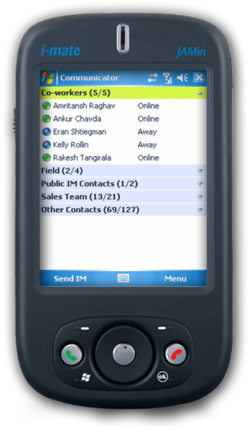 i-mate JAMin
Communicator
Co-workers (5/5)
Amritansh Raghav Online
Ankur Chavda Online
Eran Shtiegman Away
Kelly Rollin Away
Rakesh Tangirala Online
Field (2/4)
Public IM Contacts (1/2)
Sales Team (13/21)
Other Contacts (69/127)
Send IM Menu
ok